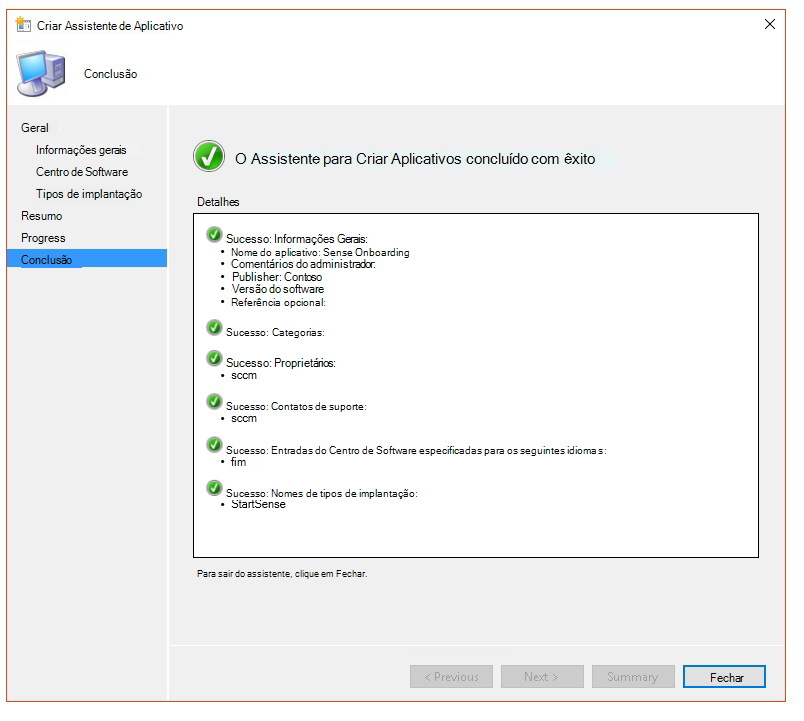 Criar Assistente de Aplicativo
Conclusão
Geral
Informações gerais
Centro de Software
Tipos de implantação
Resumo
Progress
Conclusão
O Assistente para Criar Aplicativos concluído com êxito
Detalhes
Sucesso: Informações Gerais:
• Nome do aplicativo: Sense Onboarding
• Comentários do administrador:
• Publisher: Contoso
• Versão do software
• Referência opcional:
Sucesso: Categorias:
Sucesso: Proprietários:
• sccm
Sucesso: Contatos de suporte:
• sccm
Sucesso: Entradas do Centro de Software especificadas para os seguintes idiomas:
• fim
Sucesso: Nomes de tipos de implantação:
• StartSense
Para sair do assistente, clique em Fechar.
< Previous
Next >
Summary
Fechar